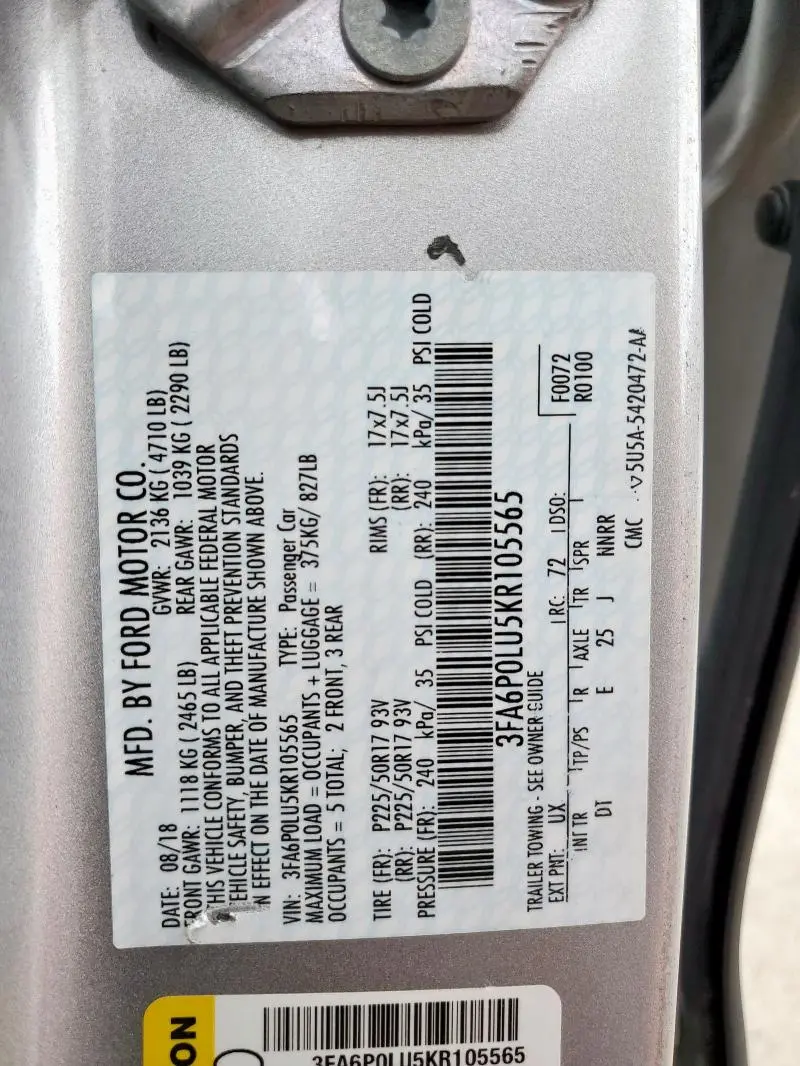 MFD. BY FORD MOTOR CO.
DATE: 08/18 GVWR: 2136 KG ( 4710 LB)
FRONT GAWR: 1118 KG ( 2465 LB) REAR GAWR: 1039 KG ( 2290 LB)
THIS VEHICLE CONFORMS TO ALL APPLICABLE FEDERAL MOTOR
VEHICLE SAFETY, BUMPER, AND THEFT PREVENTION STANDARDS
IN EFFECT ON THE DATE OF MANUFACTURE SHOWN ABOVE.
VIN: 3FA6P0LU5KR105565 TYPE: Passenger Car
MAXIMUM LOAD = OCCUPANTS + LUGGAGE = 375KG/ 827LB
OCCUPANTS = 5 TOTAL; 2 FRONT, 3 REAR
TIRE (FR): P225/50R17 93V RIMS (FR): 17x7.5J
(RR): P225/50R17 93V (RR): 17x7.5J
PRESSURE (FR): 240 kPa/ 35 PSI COLD (RR): 240 kPa/ 35 PSI COLD
3FA6P0LU5KR105565
TRAILER TOWING - SEE OWNER GUIDE
EXT PNT: UX RC: 72 DSO: F0072
R0100
INT TR TP/PS R AXLE TR SPR
DT E 25 J NNRR
CMC 5U5A-5420472-AA
ON
3FA6P0LU5KR105565